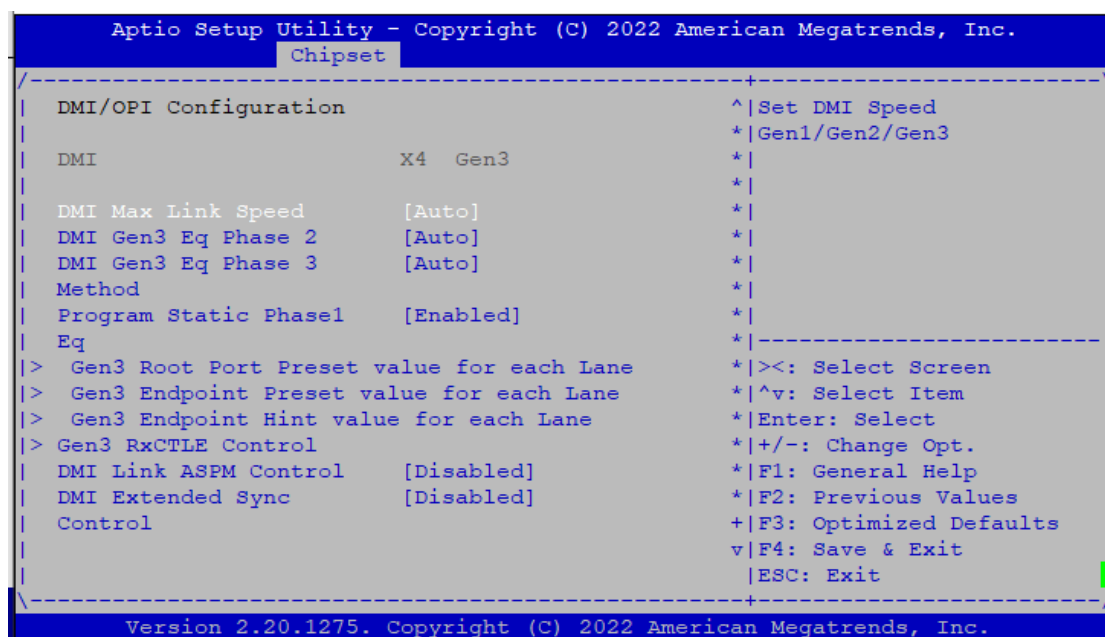 Aptio Setup Utility - Copyright (C) 2022 American Megatrends, Inc.
Chipset
/----------------------------------------------------+-------------------------\
| DMI/OPI Configuration ^|Set DMI Speed
| *|Gen1/Gen2/Gen3
| DMI X4 Gen3 *|
| *|
| DMI Max Link Speed [Auto] *|
| DMI Gen3 Eq Phase 2 [Auto] *|
| DMI Gen3 Eq Phase 3 [Auto] *|
| Method *|
| Program Static Phase1 [Enabled] *|
| Eq *|-------------------------
|> Gen3 Root Port Preset value for each Lane *|><: Select Screen
|> Gen3 Endpoint Preset value for each Lane *|^v: Select Item
|> Gen3 Endpoint Hint value for each Lane *|Enter: Select
|> Gen3 RxCTLE Control *|+/-: Change Opt.
| DMI Link ASPM Control [Disabled] *|F1: General Help
| DMI Extended Sync [Disabled] *|F2: Previous Values
| Control +|F3: Optimized Defaults
| v|F4: Save & Exit
| |ESC: Exit
\----------------------------------------------------+-------------------------/
Version 2.20.1275. Copyright (C) 2022 American Megatrends, Inc.